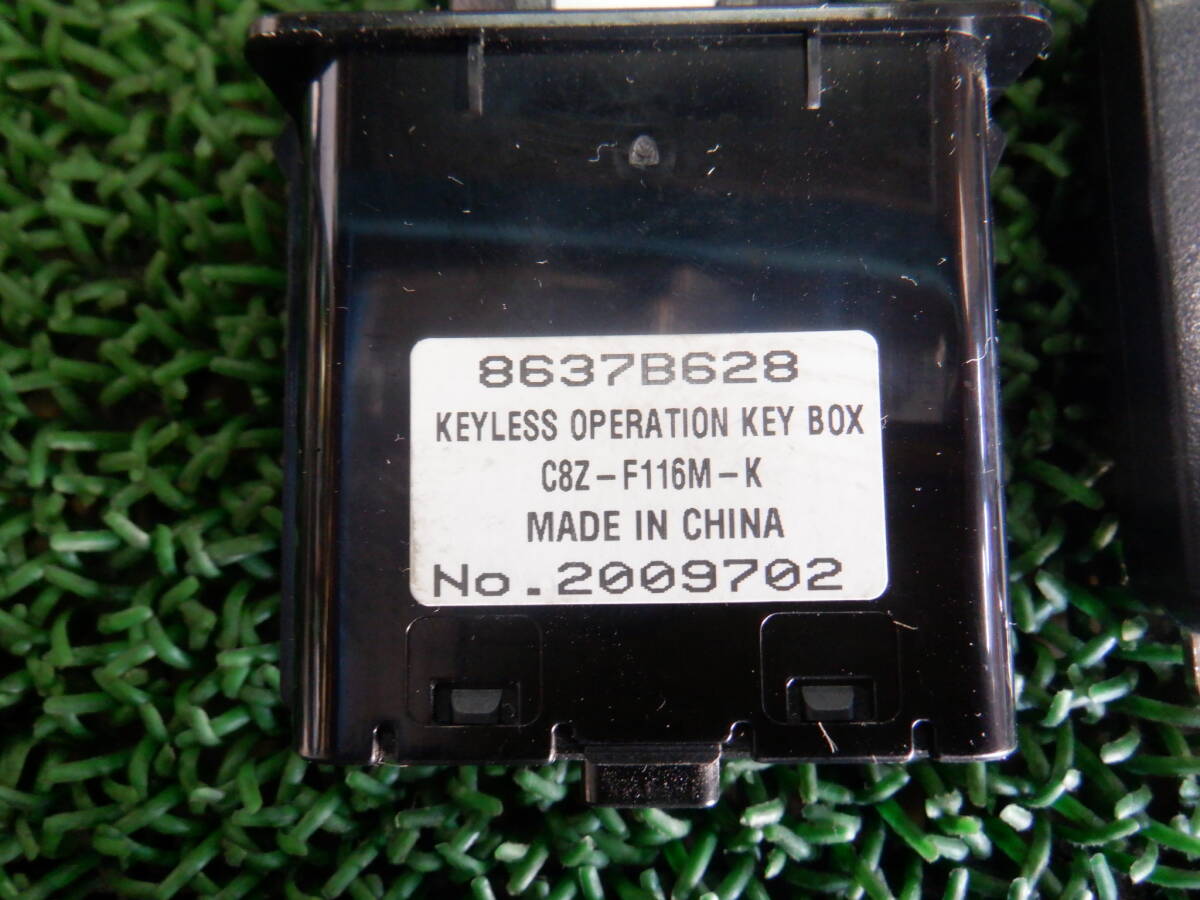 8637B628
KEYLESS OPERATION KEY BOX
C8Z-F116M-K
MADE IN CHINA
No.2009702